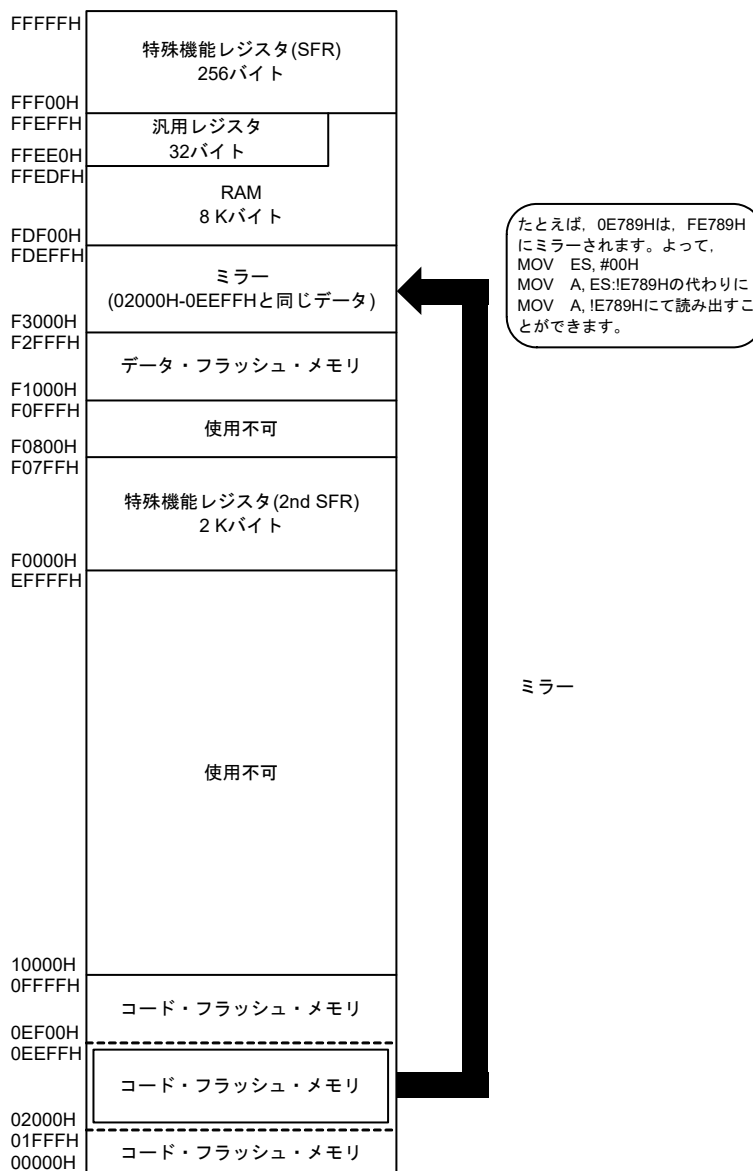 FFFFFH
特殊機能レジスタ(SFR)
256バイト
FFF00H
FFEFFH
汎用レジスタ
32バイト
FFEE0H
FFEDFH
RAM
8 Kバイト
FDF00H
FDEFFH
ミラー
(02000H-0EEFFHと同じデータ)
F3000H
F2FFFH
データ・フラッシュ・メモリ
F1000H
F0FFFH
使用不可
F0800H
F07FFH
特殊機能レジスタ(2nd SFR)
2 Kバイト
F0000H
EFFFFH
使用不可
10000H
0FFFFH
コード・フラッシュ・メモリ
0EF00H
0EEFFH
コード・フラッシュ・メモリ
02000H
01FFFH
コード・フラッシュ・メモリ
00000H
たとえば，0E789Hは，FE789H
にミラーされます。よって，
MOV ES, #00H
MOV A, ES:!E789Hの代わりに
MOV A, !E789Hにて読み出すこ
とができます。
ミラー